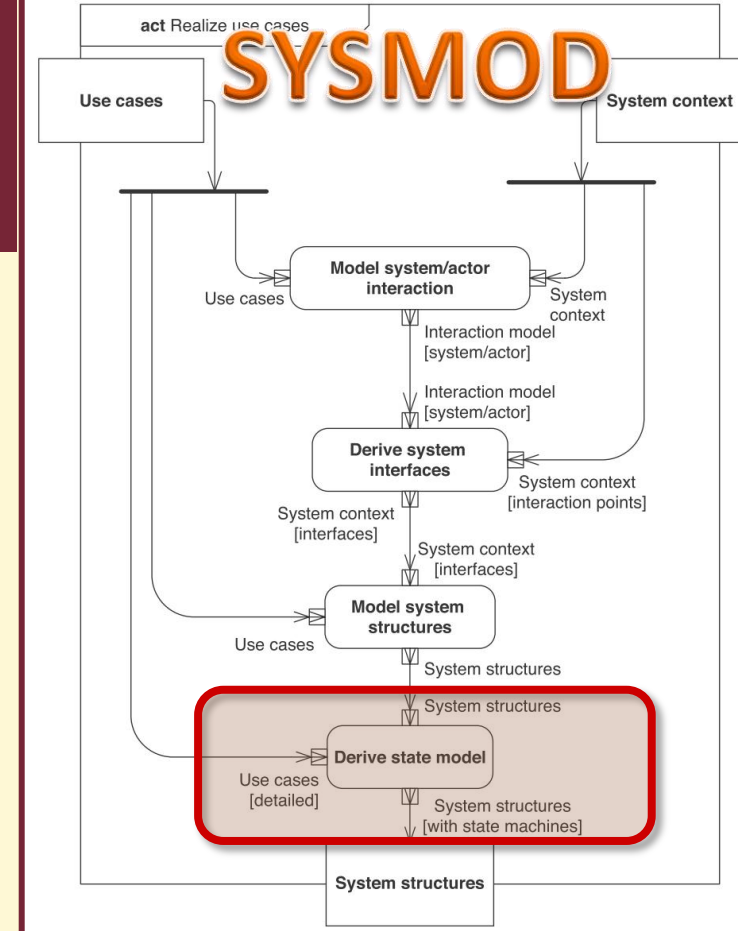 act Realize use cases
SYSMOD
Use cases
System context
Model system/actor
interaction
Use cases
System
context
Interaction model
[system/actor]
Interaction model
[system/actor]
Derive system
interfaces
System context
[interaction points]
System context
[interfaces]
System context
[interfaces]
Model system
structures
Use cases
System structures
System structures
Derive state model
Use cases
[detailed]
System structures
[with state machines]
System structures